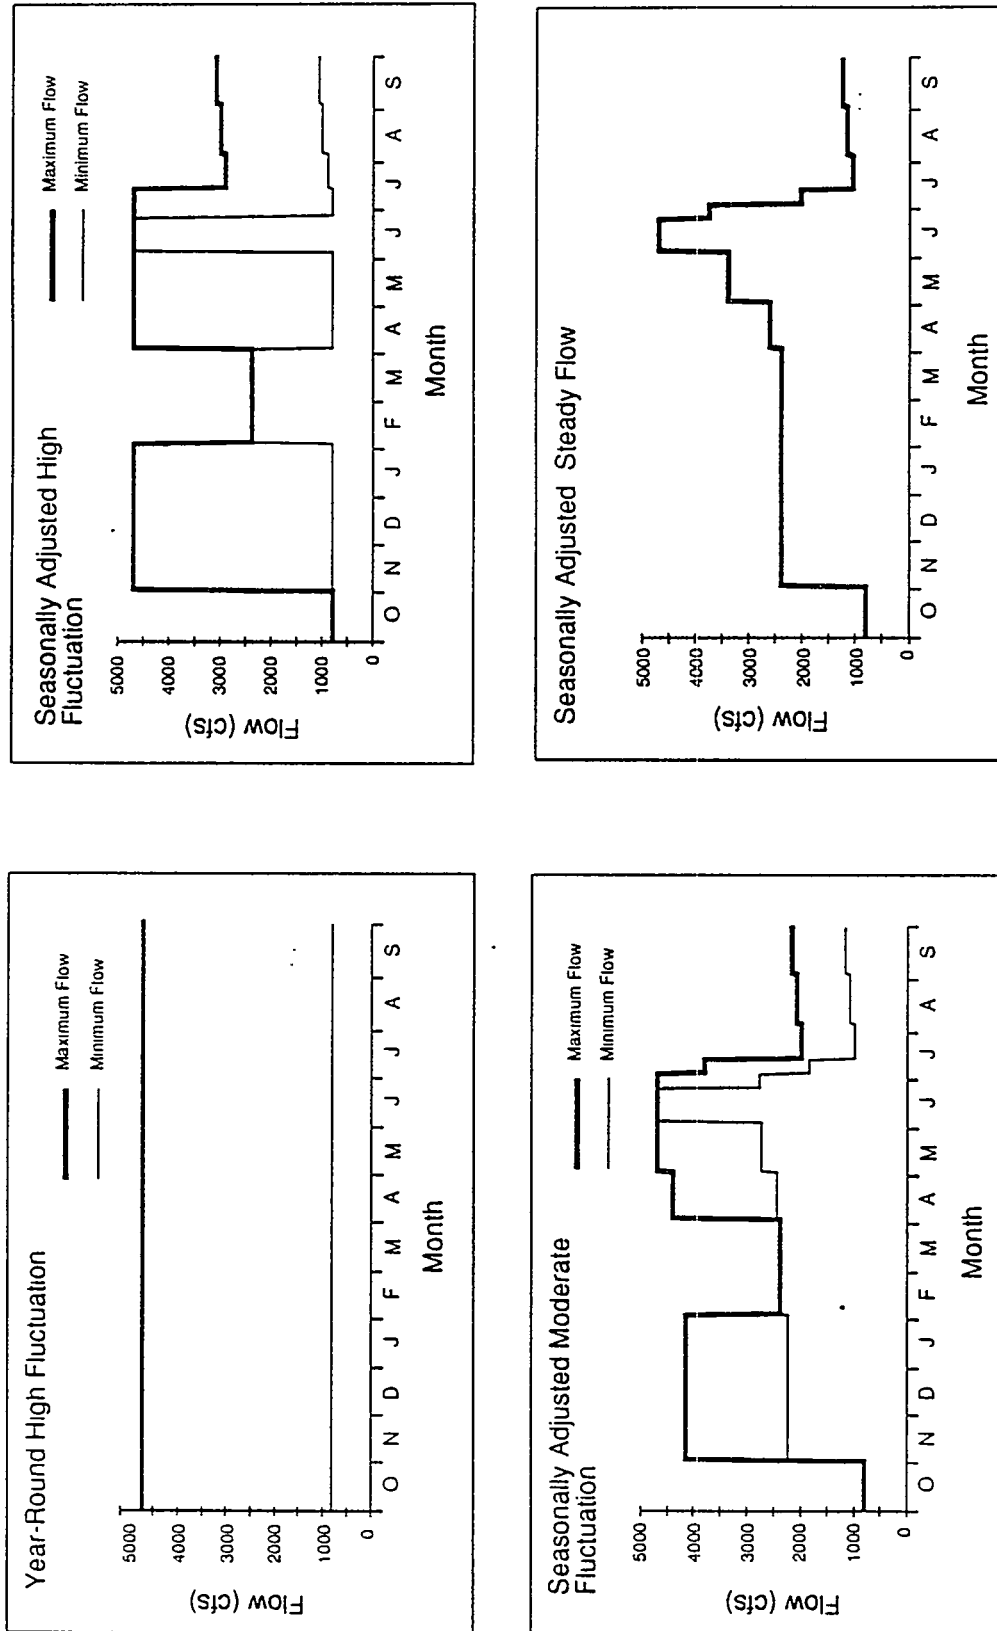 Year-Round High Fluctuation
Maximum Flow
Minimum Flow
Flow (cfs)
5000
4000
3000
2000
1000
0
O N D J F M A M J J A S
Month
Seasonally Adjusted High
Fluctuation
Maximum Flow
Minimum Flow
Flow (cfs)
5000
4000
3000
2000
1000
0
O N D J F M A M J J A S
Month
Seasonally Adjusted Moderate
Fluctuation
Maximum Flow
Minimum Flow
Flow (cfs)
5000
4000
3000
2000
1000
0
O N D J F M A M J J A S
Month
Seasonally Adjusted Steady Flow
Flow (cfs)
5000
4000
3000
2000
1000
0
O N D J F M A M J J A S
Month